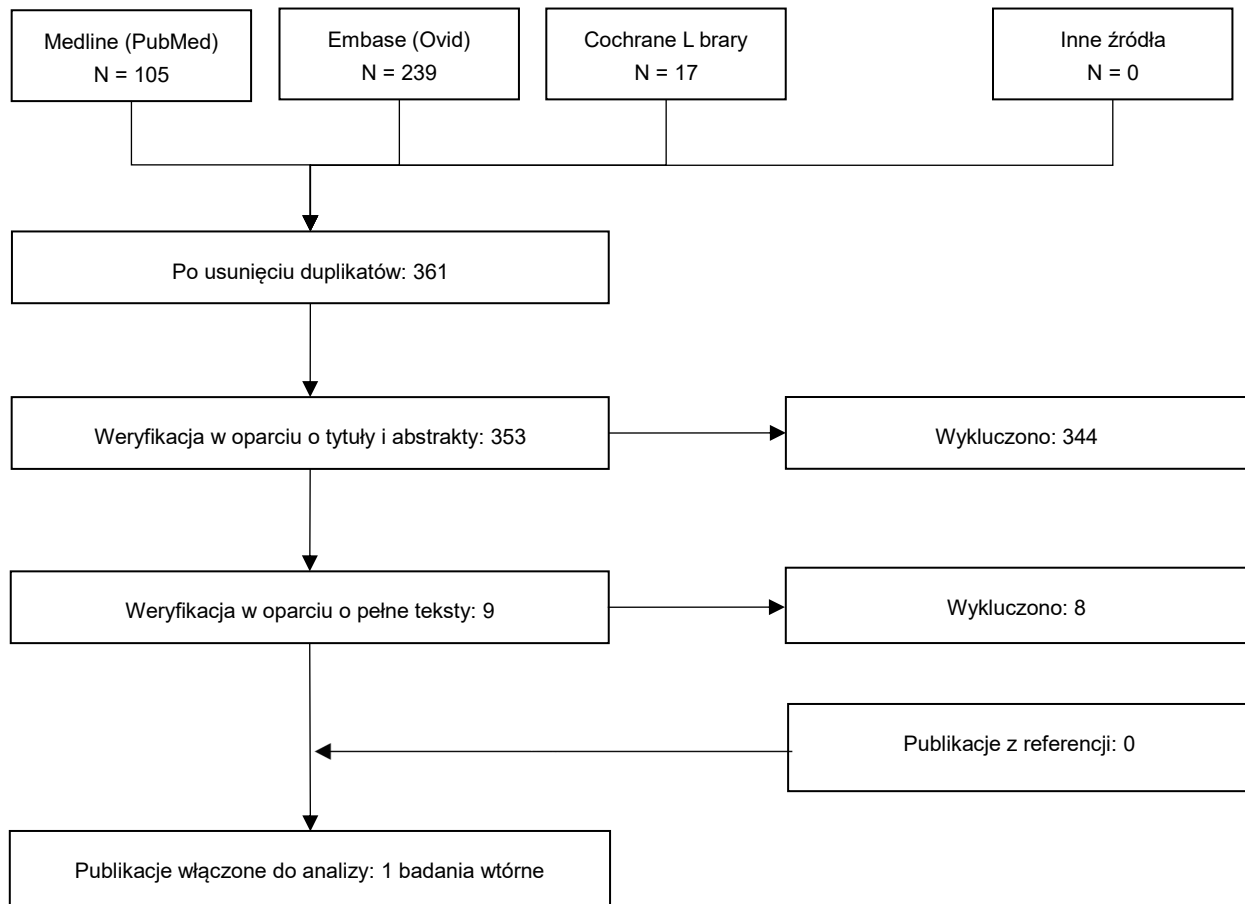 Medline (PubMed)
N = 105
Embase (Ovid)
N = 239
Cochrane L brary
N = 17
Inne źródła
N = 0
Po usunięciu duplikatów: 361
Weryfikacja w oparciu o tytuły i abstrakty: 353
Wykluczono: 344
Weryfikacja w oparciu o pełne teksty: 9
Wykluczono: 8
Publikacje z referencji: 0
Publikacje włączone do analizy: 1 badania wtórne